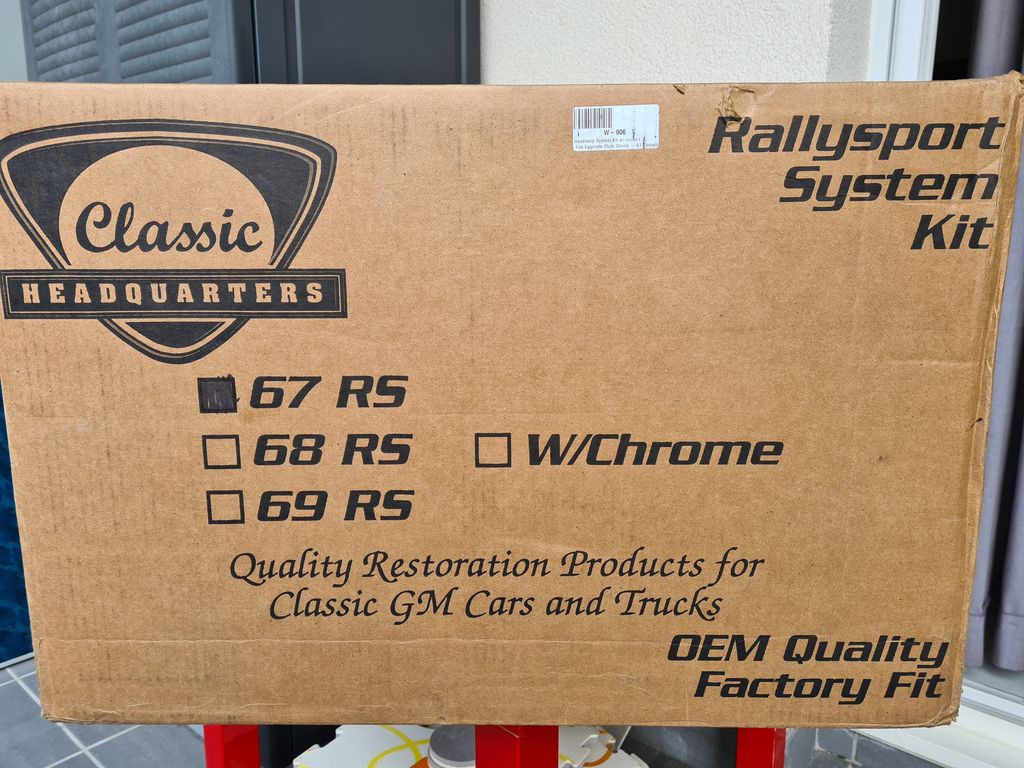 Classic
HEADQUARTERS
W-906
Rallysport
System
Kit
67 RS
68 RS
W/Chrome
69 RS
Quality Restoration Products for
Classic GM Cars and Trucks
OEM Quality
Factory Fit